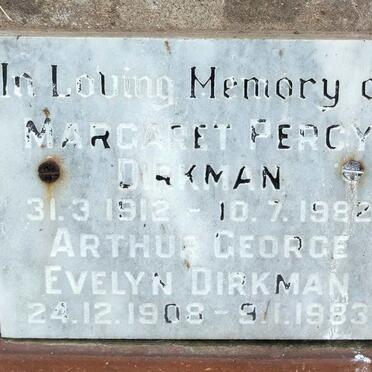 In Loving Memory of
MARGARET PERCY
DIRKMAN
31.3.1912 - 10.7.1982
ARTHUR GEORGE
EVELYN DIRKMAN
24.12.1908 - 9.1.1983